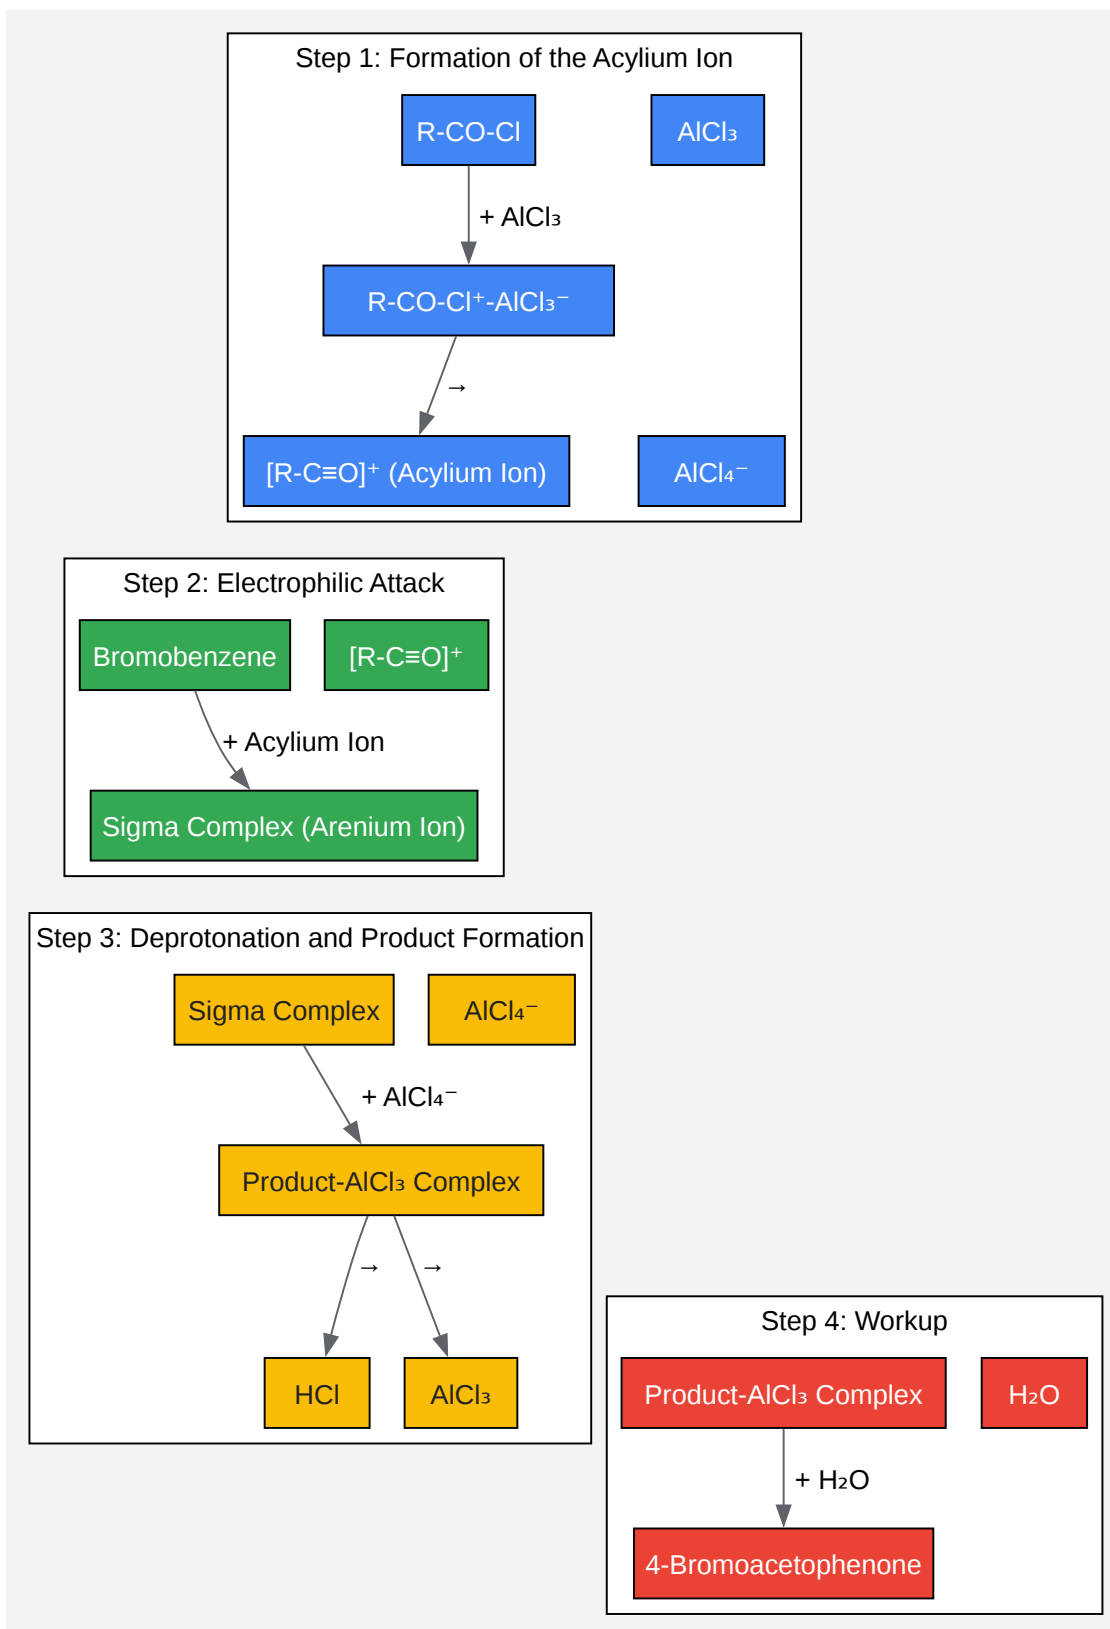 Step 1: Formation of the Acylium Ion
R-CO-Cl
AlCl₃
+ AlCl₃
R-CO-Cl⁺-AlCl₃⁻
→
[R-C≡O]⁺ (Acylium Ion)
AlCl₄⁻
Step 2: Electrophilic Attack
Bromobenzene
[R-C≡O]⁺
+ Acylium Ion
Sigma Complex (Arenium Ion)
Step 3: Deprotonation and Product Formation
Sigma Complex
AlCl₄⁻
+ AlCl₄⁻
Product-AlCl₃ Complex
→
→
HCl
AlCl₃
Step 4: Workup
Product-AlCl₃ Complex
H₂O
+ H₂O
4-Bromoacetophenone